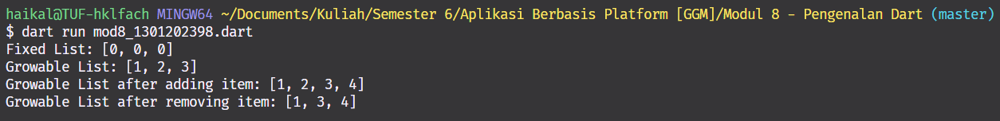 haikal@TUF-hklfach MINGW64 ~/Documents/Kuliah/Semester 6/Aplikasi Berbasis Platform [GGM]/Modul 8 - Pengenalan Dart (master)
$ dart run mod8_1301202398.dart
Fixed List: [0, 0, 0]
Growable List: [1, 2, 3]
Growable List after adding item: [1, 2, 3, 4]
Growable List after removing item: [1, 3, 4]